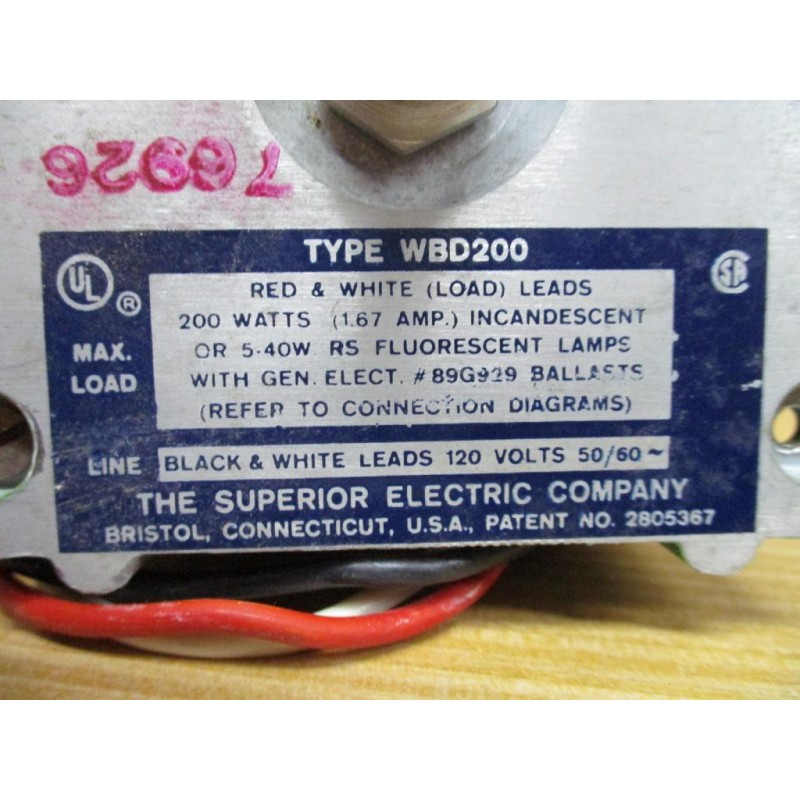 76926
TYPE WBD200
UL ®
SA
RED & WHITE (LOAD) LEADS
200 WATTS (1.67 AMP.) INCANDESCENT
MAX. LOAD
OR 5-40W. RS FLUORESCENT LAMPS
WITH GEN. ELECT. #89G929 BALLASTS
(REFER TO CONNECTION DIAGRAMS)
LINE BLACK & WHITE LEADS 120 VOLTS 50/60 ~
THE SUPERIOR ELECTRIC COMPANY
BRISTOL, CONNECTICUT, U.S.A., PATENT NO. 2805367